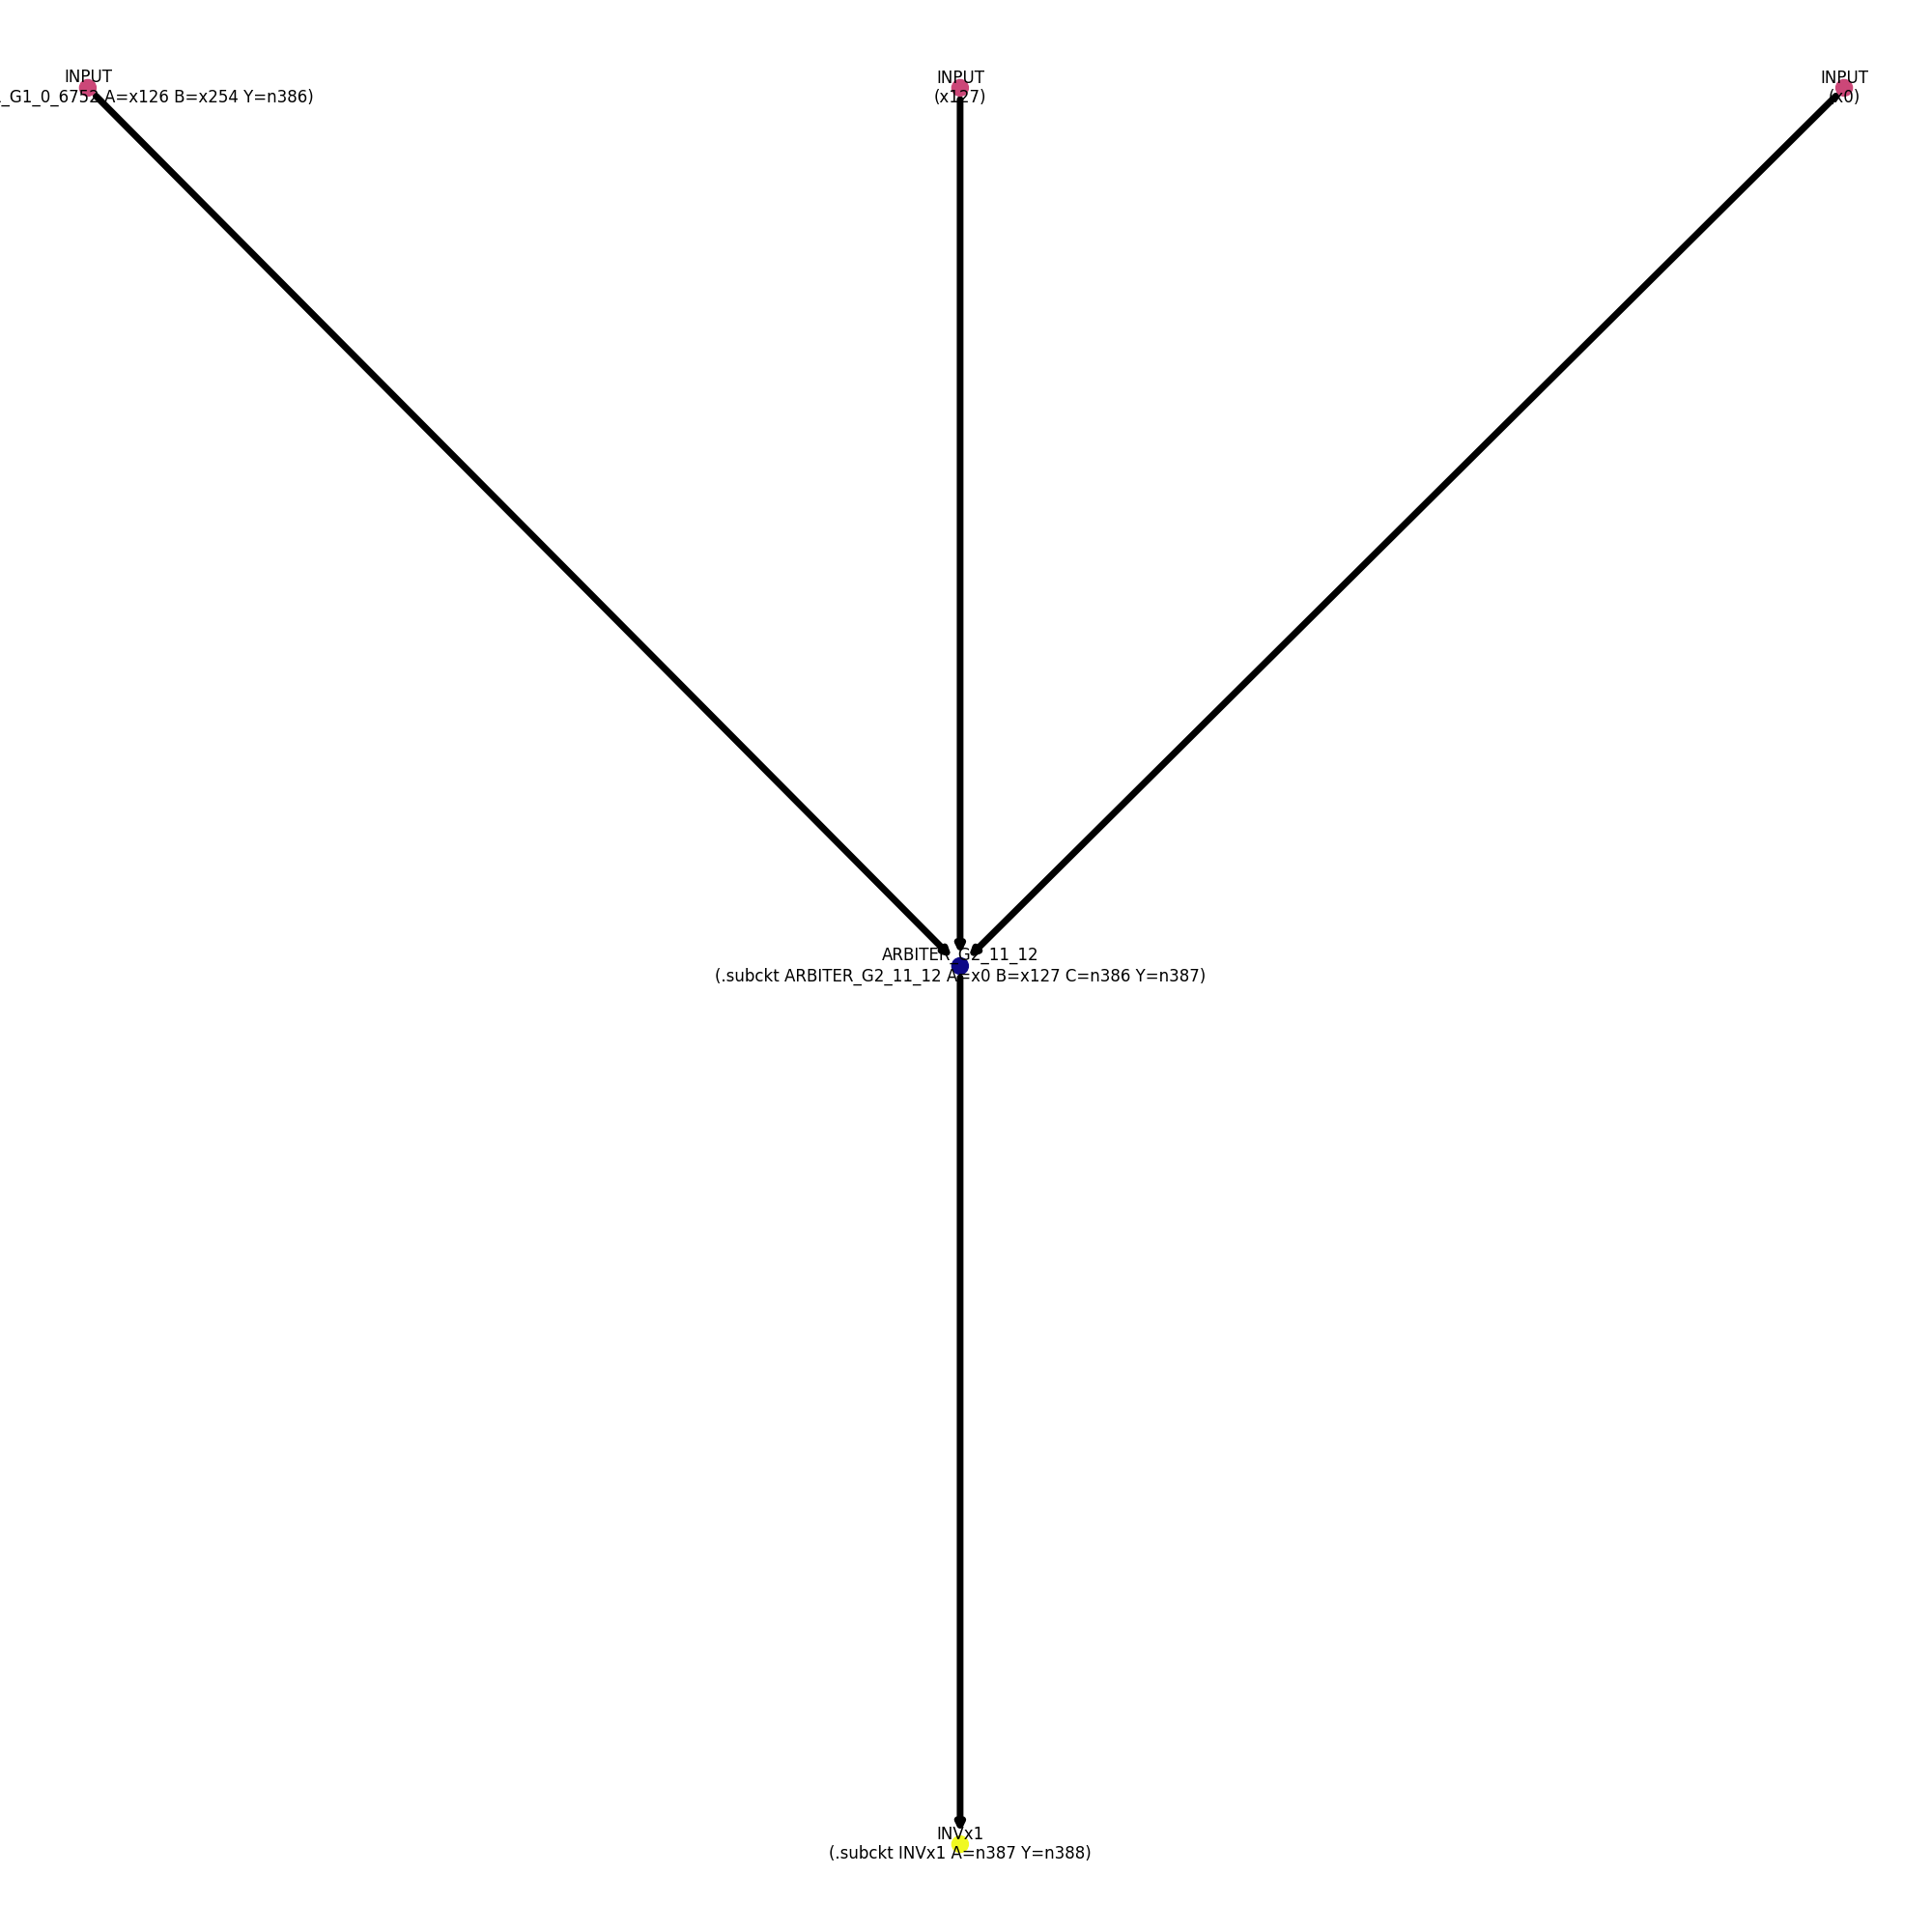 INPUT
_G1_0_6752 A=x126 B=x254 Y=n386)
INPUT
(x127)
INPUT
(x0)
ARBITER_G2_11_12
(.subckt ARBITER_G2_11_12 A=x0 B=x127 C=n386 Y=n387)
INVx1
(.subckt INVx1 A=n387 Y=n388)